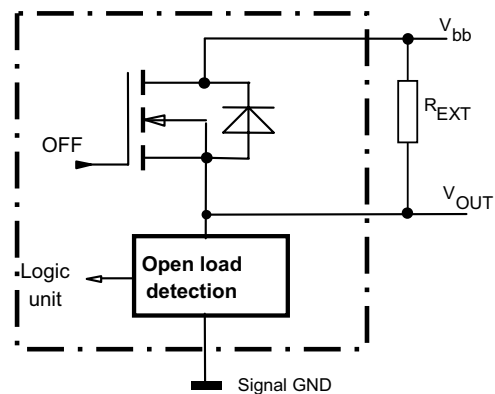 V_bb
R_EXT
OFF
V_OUT
Open load
detection
Logic
unit
Signal GND